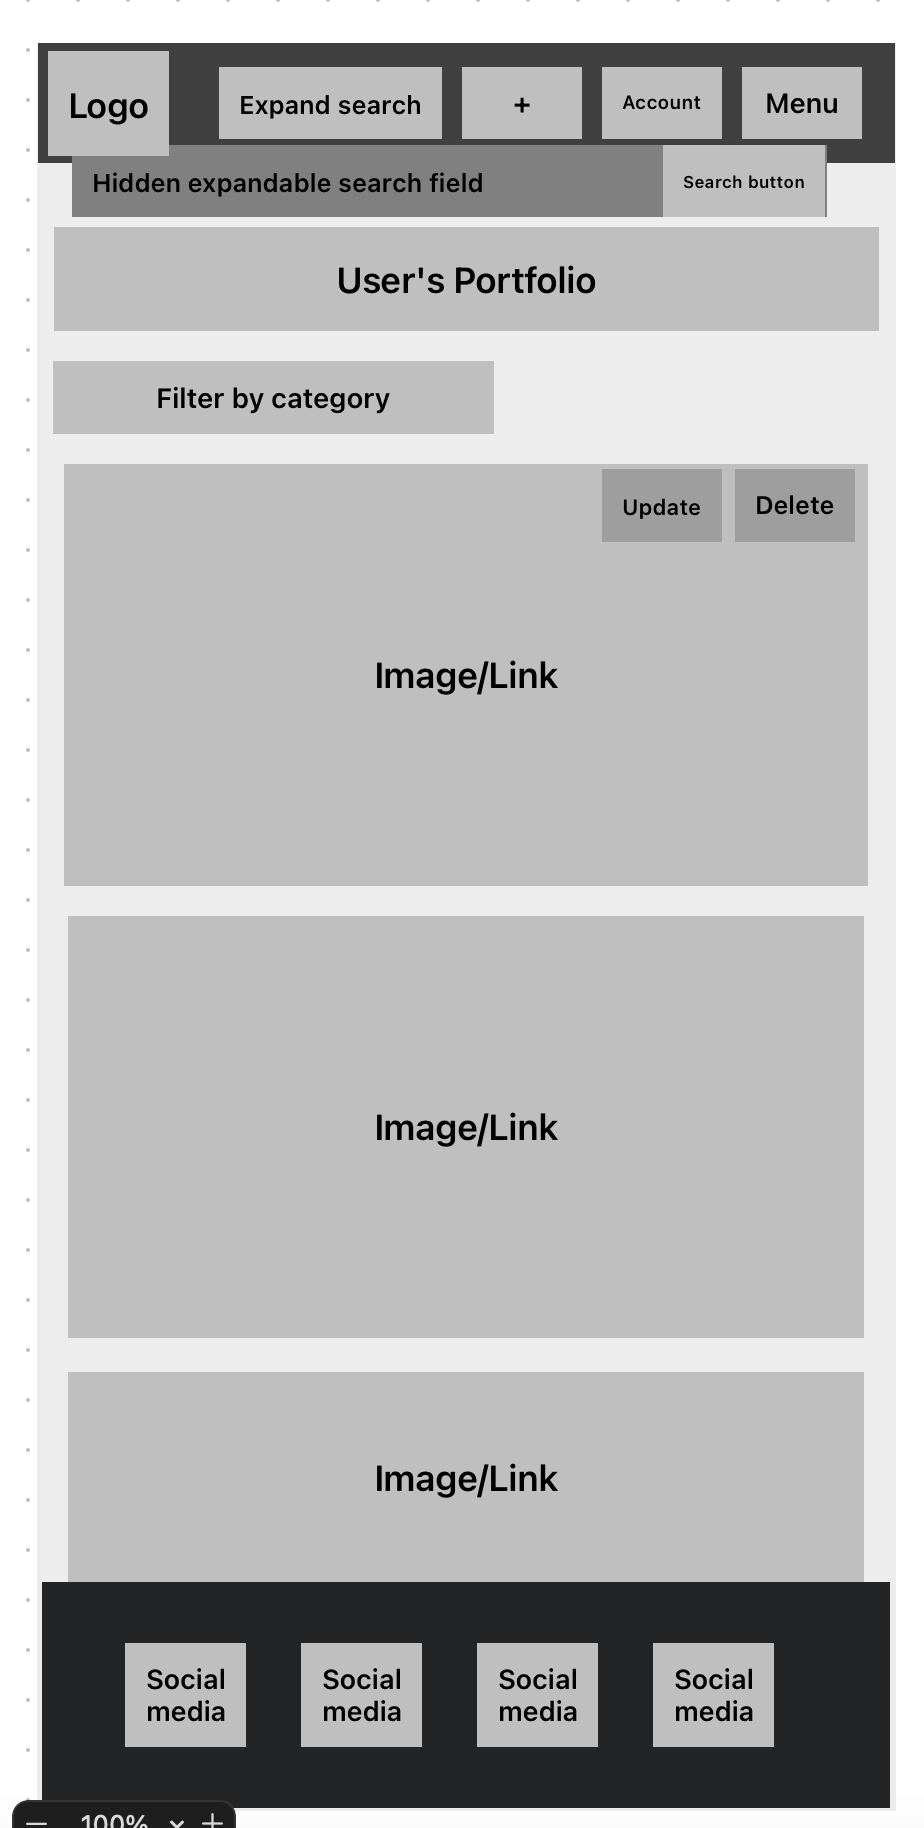 Logo
Expand search
+
Account
Menu
Hidden expandable search field
Search button
User's Portfolio
Filter by category
Update
Delete
Image/Link
Image/Link
Image/Link
Social
media
Social
media
Social
media
Social
media
100%